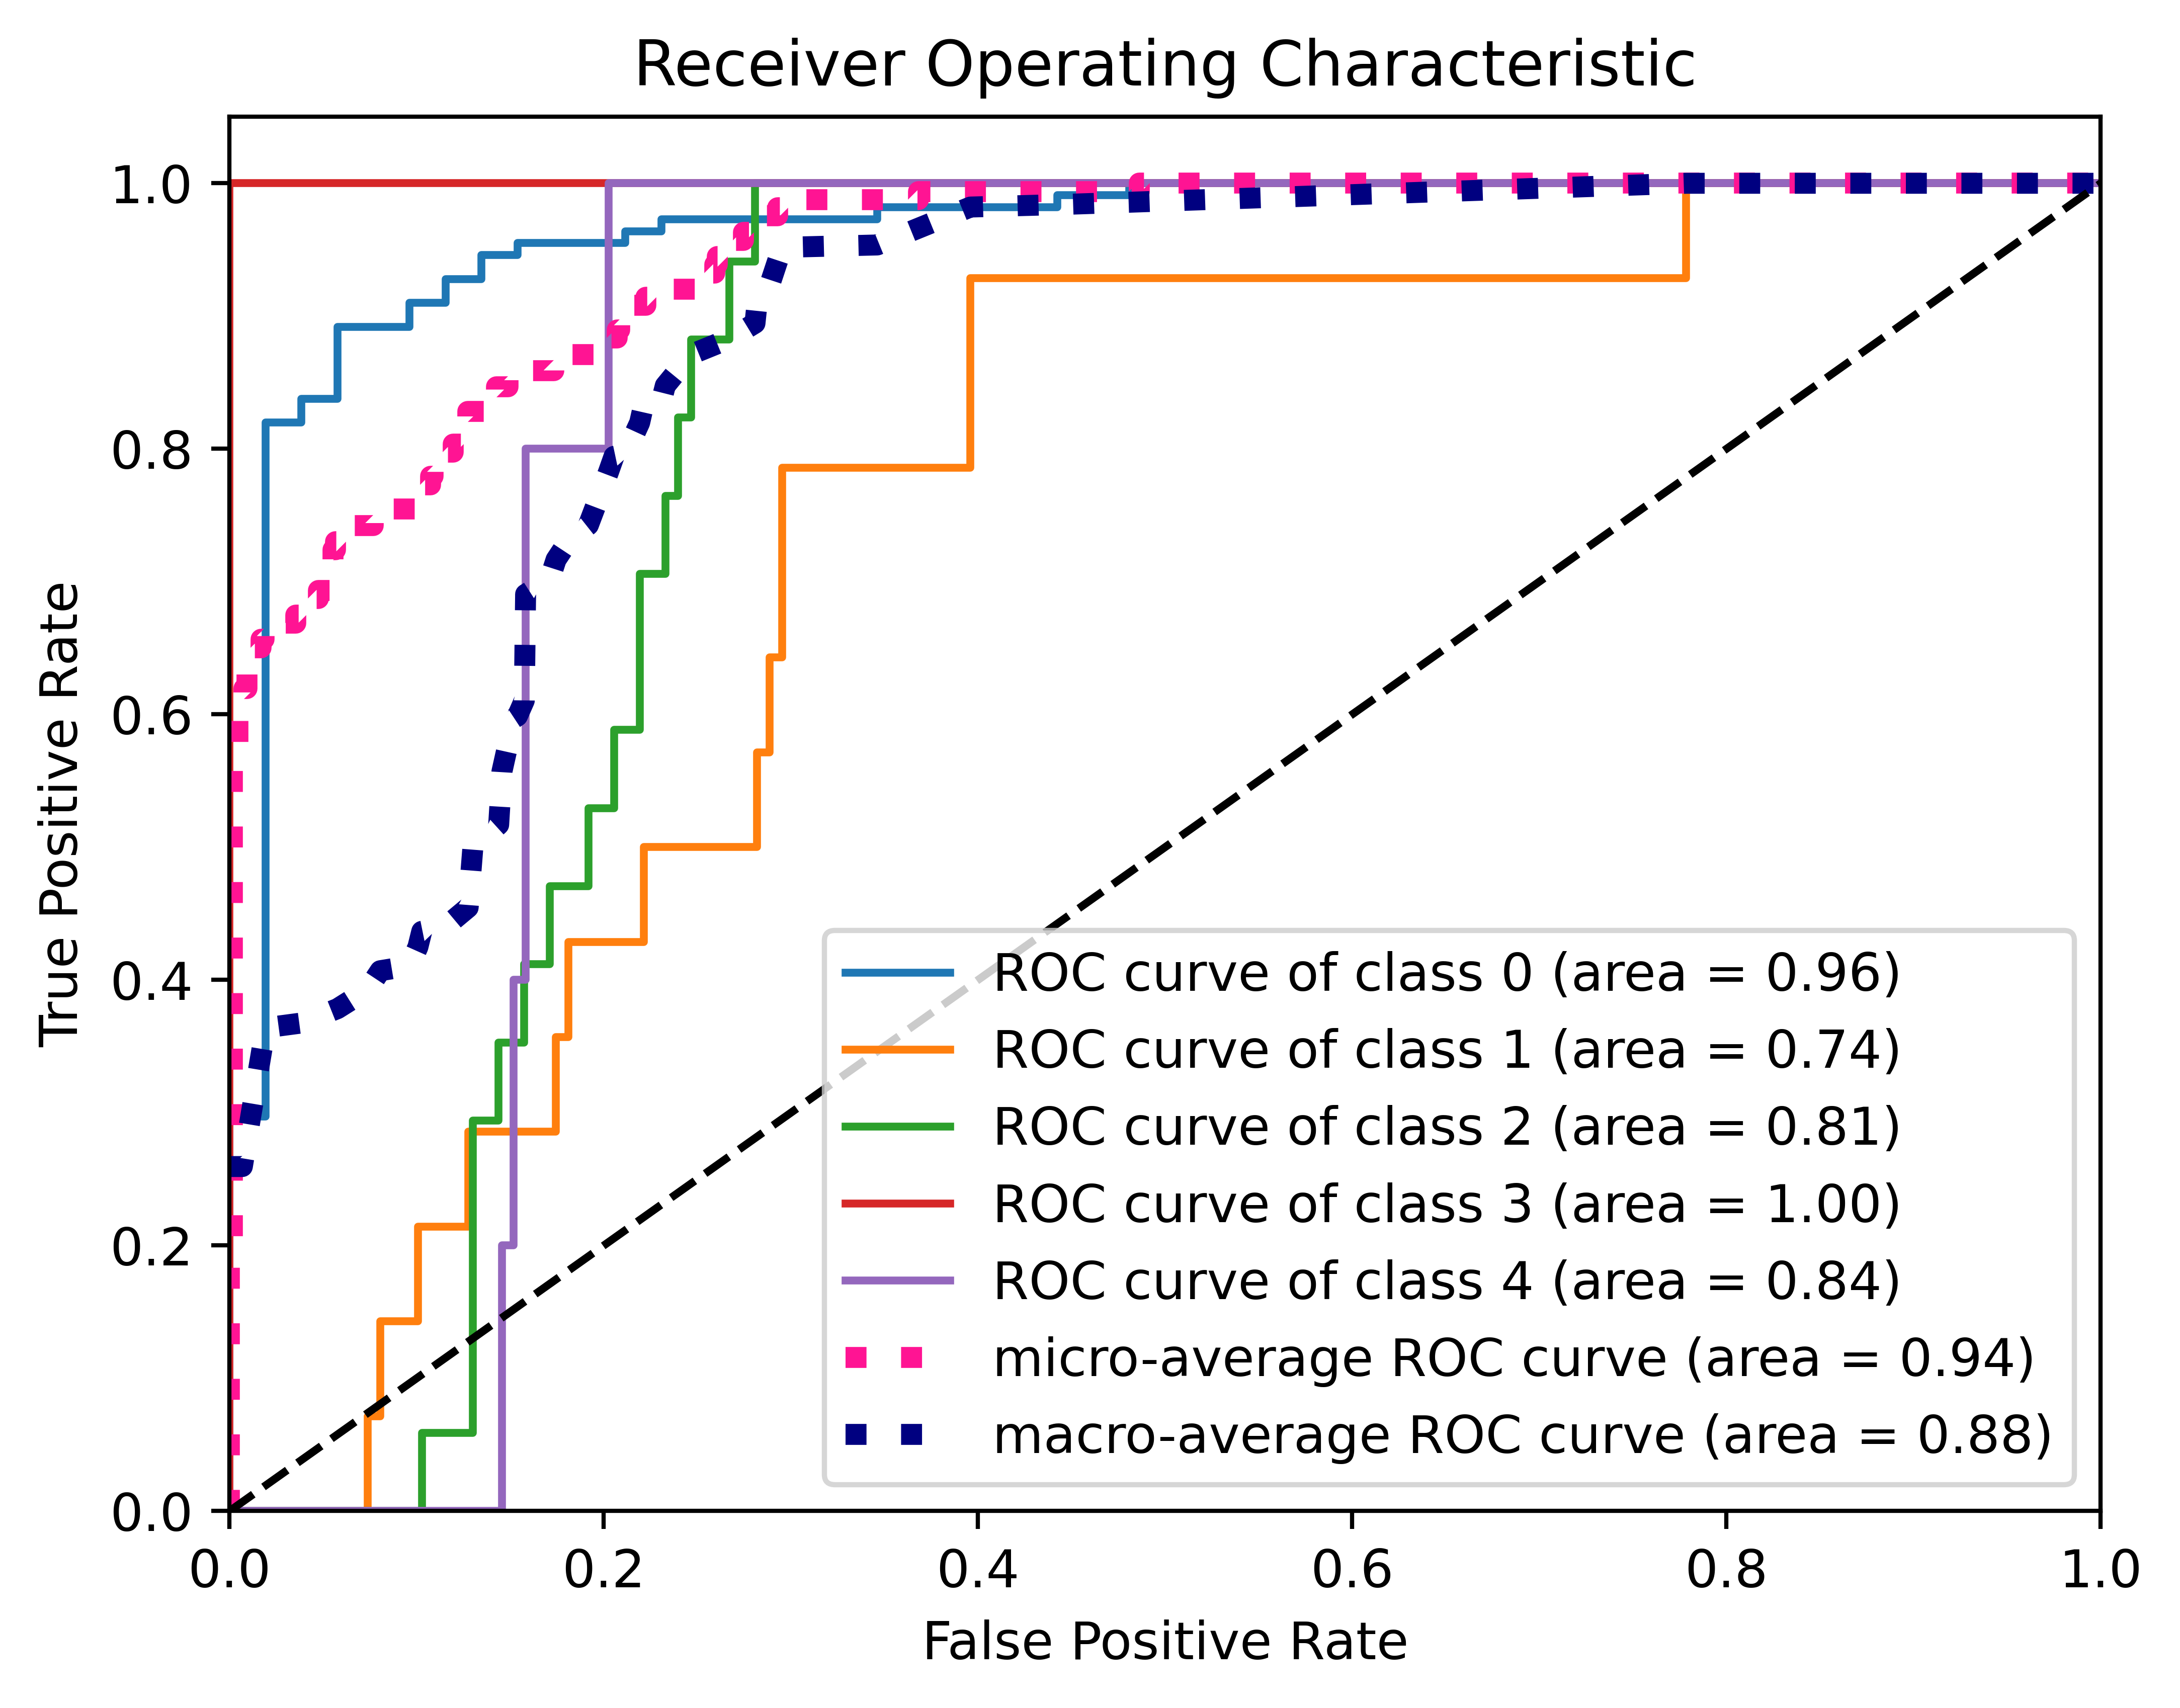 Receiver Operating Characteristic
True Positive Rate
1.0
0.8
0.6
0.4
0.2
0.0
ROC curve of class 0 (area = 0.96)
ROC curve of class 1 (area = 0.74)
ROC curve of class 2 (area = 0.81)
ROC curve of class 3 (area = 1.00)
ROC curve of class 4 (area = 0.84)
micro-average ROC curve (area = 0.94)
macro-average ROC curve (area = 0.88)
0.0 0.2 0.4 0.6 0.8 1.0
False Positive Rate